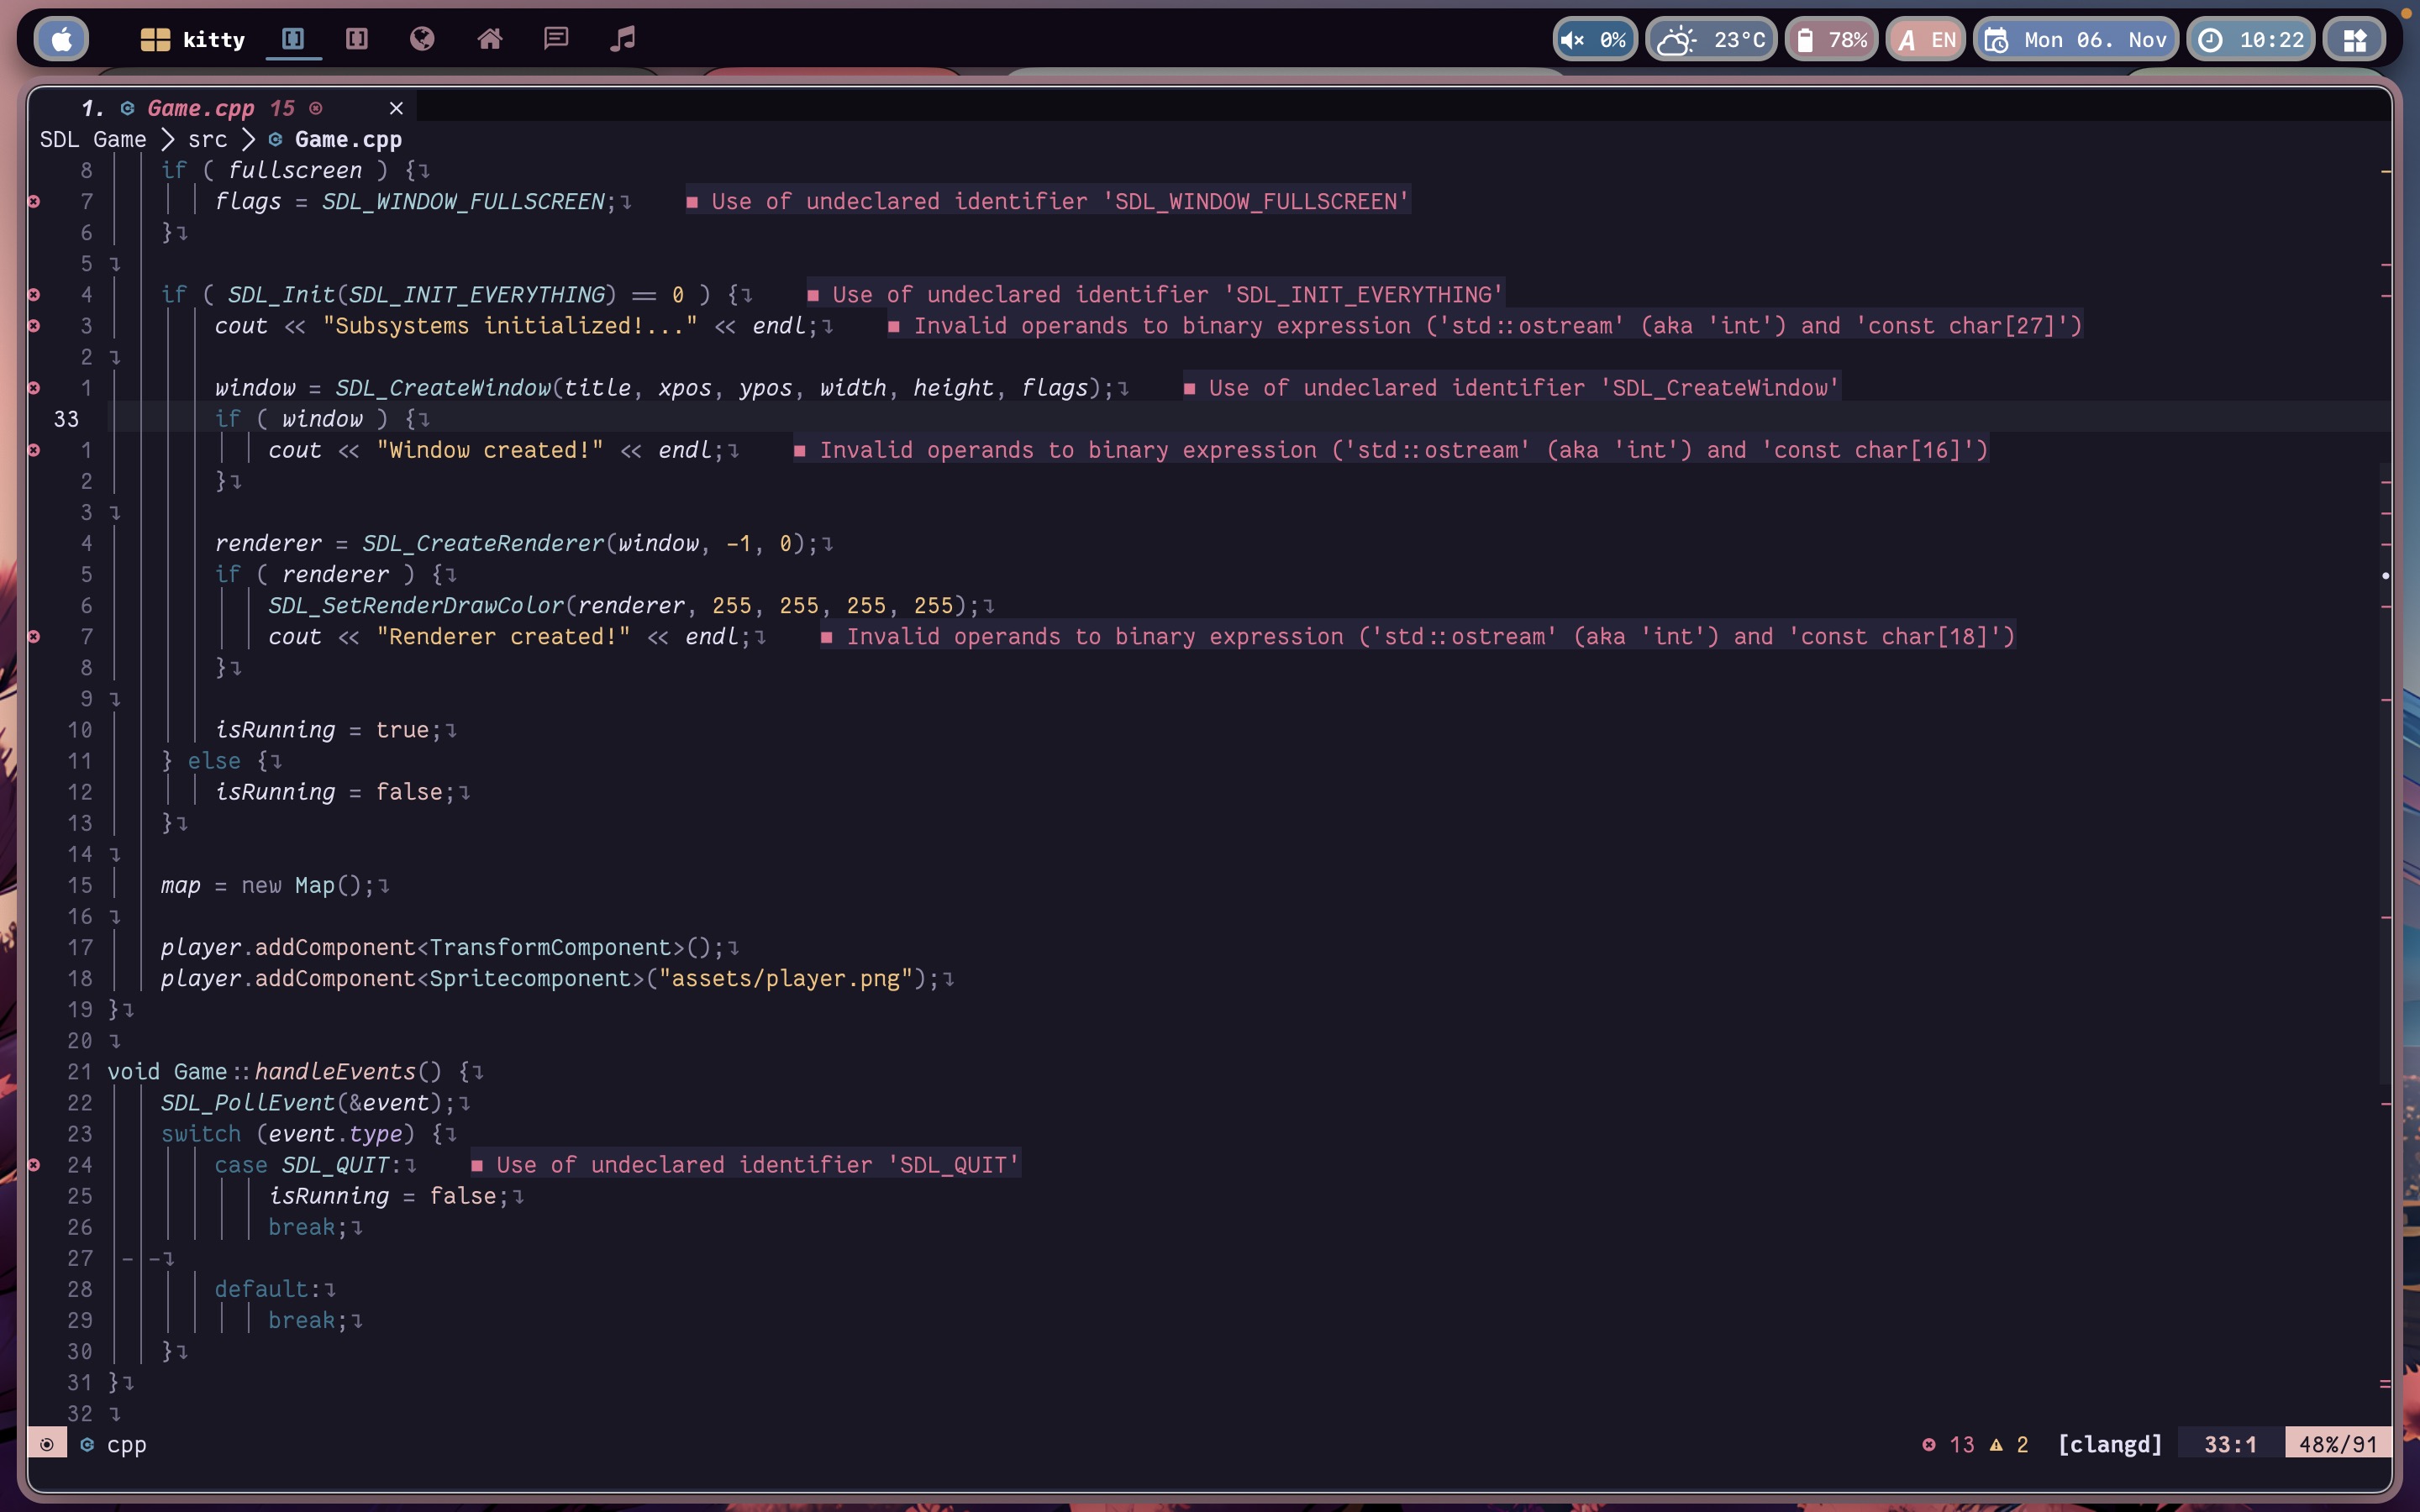 kitty
0%
23°C
78%
A EN
Mon 06. Nov
10:22
1. Game.cpp 15
SDL Game > src > Game.cpp
8 if ( fullscreen ) {
7 flags = SDL_WINDOW_FULLSCREEN; ■ Use of undeclared identifier 'SDL_WINDOW_FULLSCREEN'
6 }
5
4 if ( SDL_Init(SDL_INIT_EVERYTHING) == 0 ) { ■ Use of undeclared identifier 'SDL_INIT_EVERYTHING'
3 cout << "Subsystems initialized!..." << endl; ■ Invalid operands to binary expression ('std::ostream' (aka 'int') and 'const char[27]')
2
1 window = SDL_CreateWindow(title, xpos, ypos, width, height, flags); ■ Use of undeclared identifier 'SDL_CreateWindow'
33 if ( window ) {
1 cout << "Window created!" << endl; ■ Invalid operands to binary expression ('std::ostream' (aka 'int') and 'const char[16]')
2 }
3
4 renderer = SDL_CreateRenderer(window, -1, 0);
5 if ( renderer ) {
6 SDL_SetRenderDrawColor(renderer, 255, 255, 255, 255);
7 cout << "Renderer created!" << endl; ■ Invalid operands to binary expression ('std::ostream' (aka 'int') and 'const char[18]')
8 }
9
10 isRunning = true;
11 } else {
12 isRunning = false;
13 }
14
15 map = new Map();
16
17 player.addComponent<TransformComponent>();
18 player.addComponent<Spritecomponent>("assets/player.png");
19 }
20
21 void Game::handleEvents() {
22 SDL_PollEvent(&event);
23 switch (event.type) {
24 case SDL_QUIT: ■ Use of undeclared identifier 'SDL_QUIT'
25 isRunning = false;
26 break;
27
28 default:
29 break;
30 }
31 }
32
cpp
13 2 [clangd] 33:1 48%/91